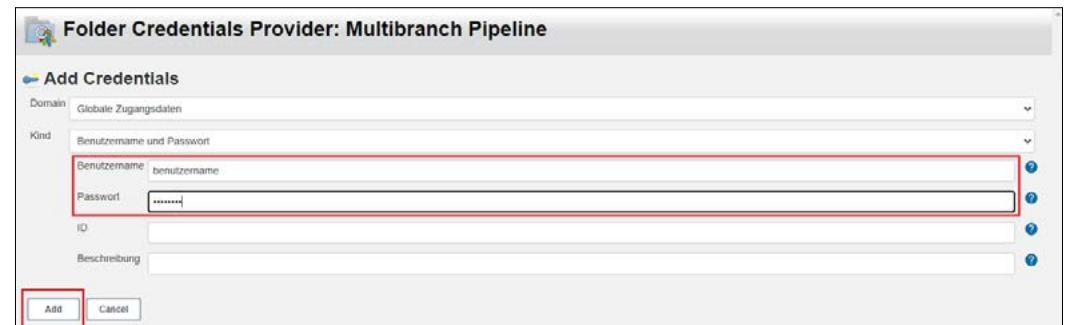 Folder Credentials Provider: Multibranch Pipeline
Add Credentials
Domain Globale Zugangsdaten
Kind Benutzername und Passwort
Benutzername benutzername
Passwort ••••••••
ID
Beschreibung
Add Cancel